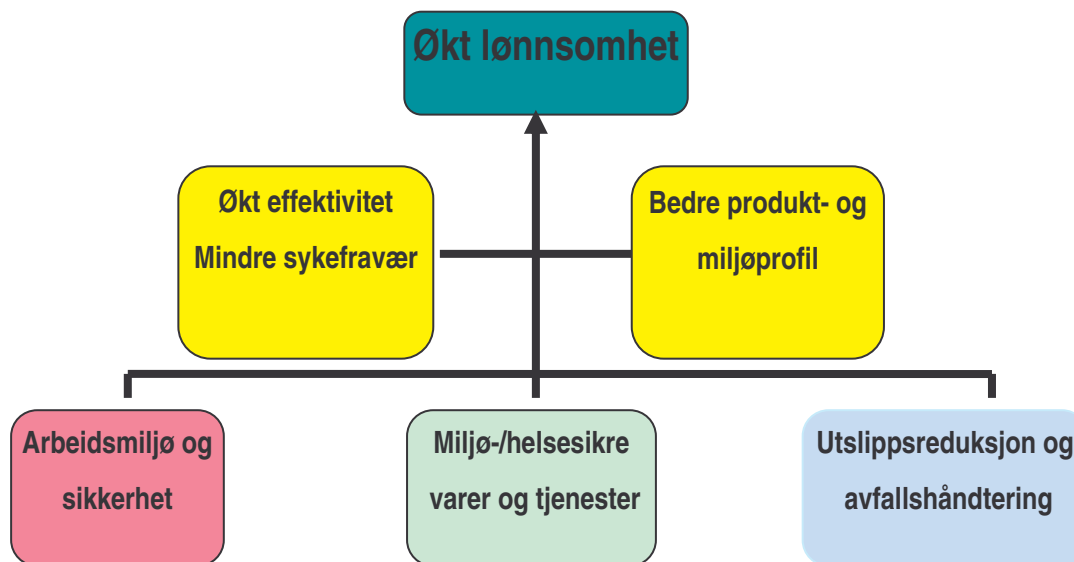 Økt lønnsomhet
Økt effektivitet
Mindre sykefravær
Bedre produkt- og
miljøprofil
Arbeidsmiljø og
sikkerhet
Miljø-/helsesikre
varer og tjenester
Utslippsreduksjon og
avfallshåndtering